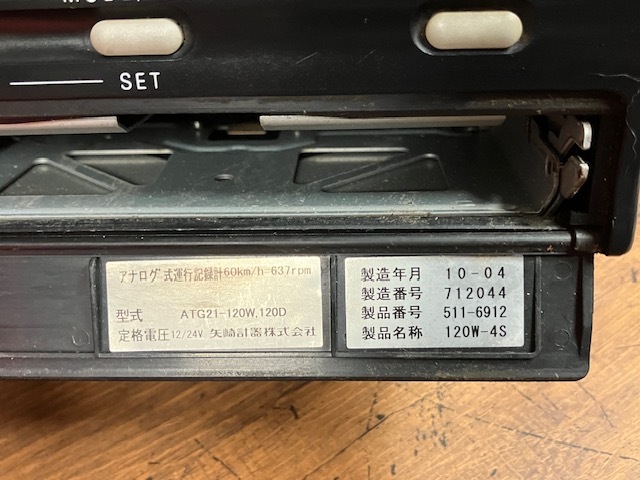 SET
アナログ式運行記録計60km/h=637rpm
型式 ATG21-120W,120D
定格電圧12/24V 矢崎計器株式会社
製造年月 10-04
製造番号 712044
製品番号 511-6912
製品名称 120W-4S